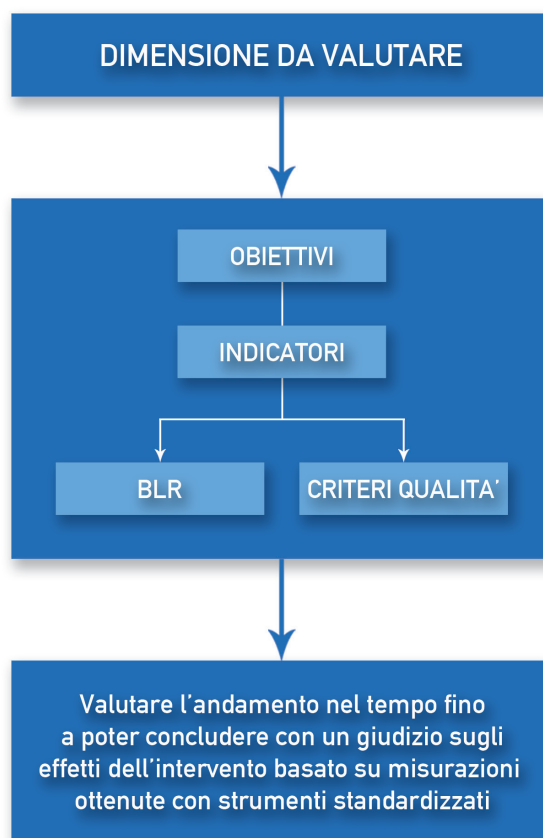 DIMENSIONE DA VALUTARE
OBIETTIVI
INDICATORI
BLR
CRITERI QUALITA’
Valutare l’andamento nel tempo fino
a poter concludere con un giudizio sugli
effetti dell’intervento basato su misurazioni
ottenute con strumenti standardizzati